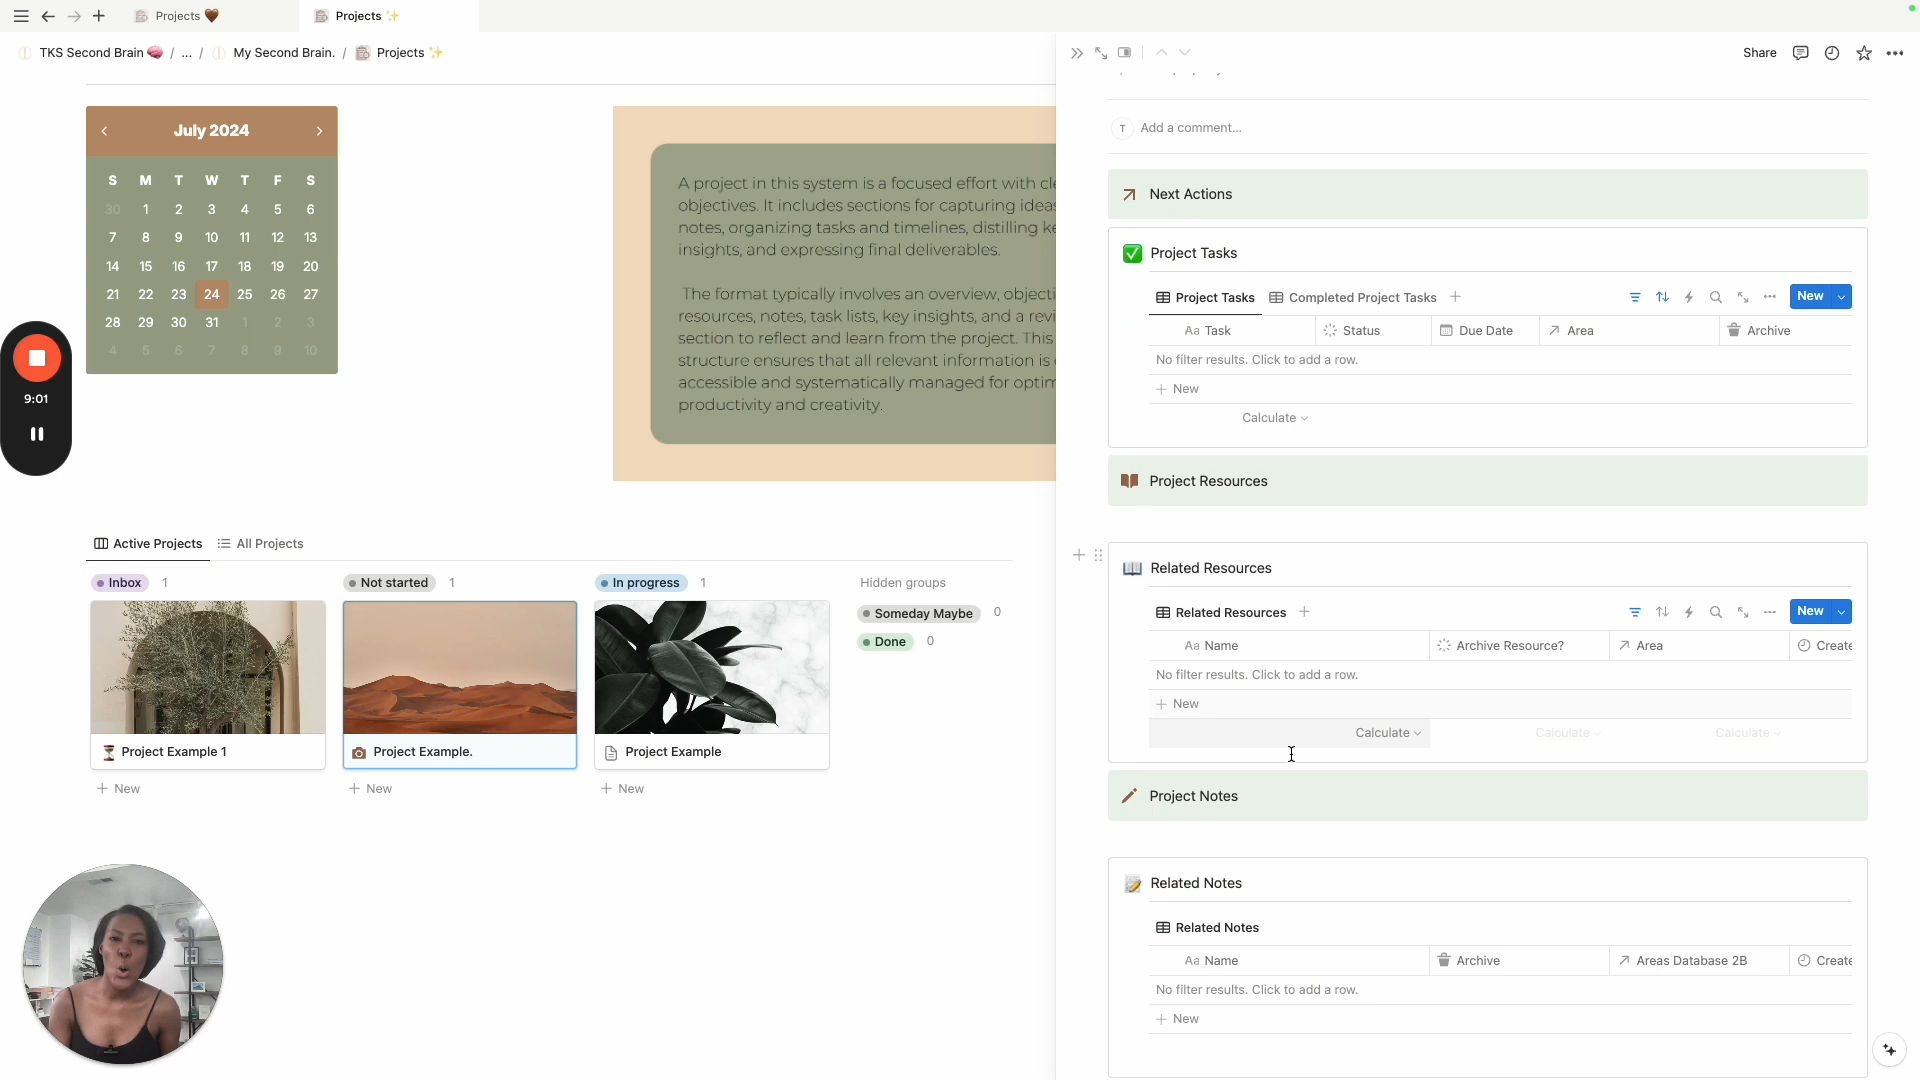 Projects 🤎
Projects ✨
TKS Second Brain 🧠 / ... / My Second Brain. / Projects ✨
Share
July 2024
S M T W T F S
30 1 2 3 4 5 6
7 8 9 10 11 12 13
14 15 16 17 18 19 20
21 22 23 24 25 26 27
28 29 30 31 1 2 3
4 5 6 7 8 9 10
9:01
A project in this system is a focused effort with cle
objectives. It includes sections for capturing ideas
notes, organizing tasks and timelines, distilling ke
insights, and expressing final deliverables.
The format typically involves an overview, objecti
resources, notes, task lists, key insights, and a revi
section to reflect and learn from the project. This
structure ensures that all relevant information is
accessible and systematically managed for optim
productivity and creativity.
Active Projects
All Projects
Inbox 1
Not started 1
In progress 1
Hidden groups
Someday Maybe 0
Done 0
Project Example 1
Project Example.
Project Example
+ New
+ New
+ New
T
Add a comment...
Next Actions
Project Tasks
Project Tasks
Completed Project Tasks
New
Aa Task
Status
Due Date
Area
Archive
No filter results. Click to add a row.
+ New
Calculate
Project Resources
Related Resources
Related Resources
New
Aa Name
Archive Resource?
Area
Create
No filter results. Click to add a row.
+ New
Calculate
Calculate
Calculate
Project Notes
Related Notes
Related Notes
Aa Name
Archive
Areas Database 2B
Create
No filter results. Click to add a row.
+ New